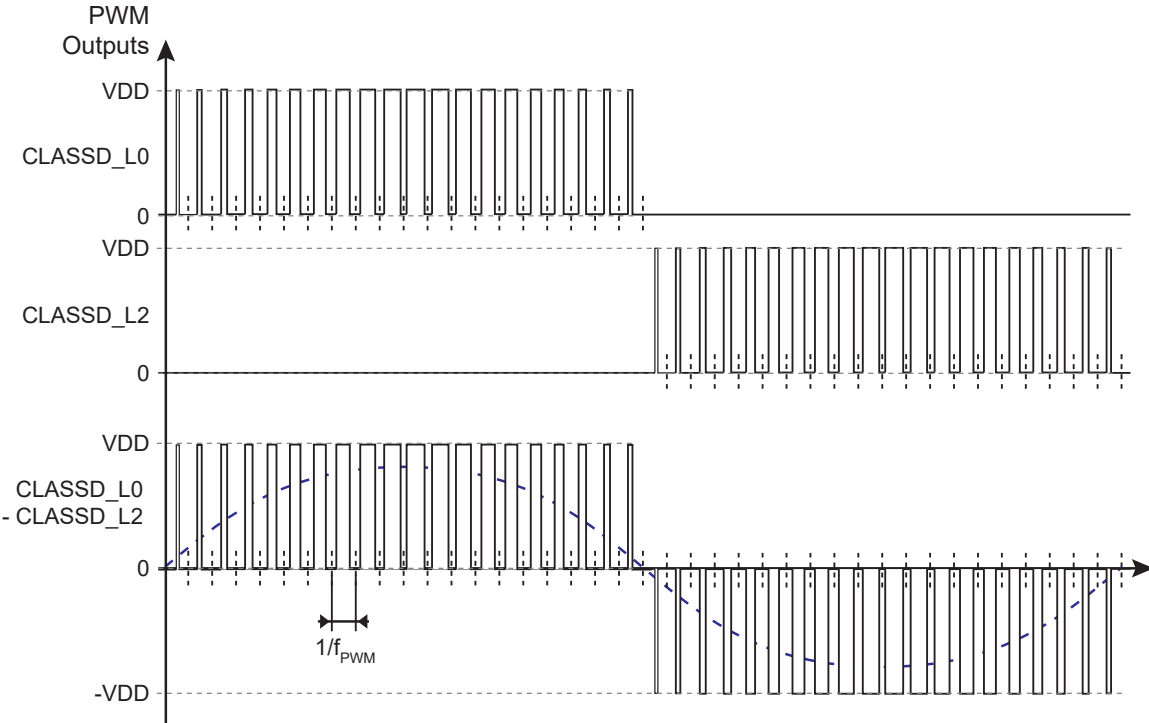 PWM
Outputs
VDD
CLASSD_L0
0
VDD
CLASSD_L2
0
VDD
CLASSD_L0
- CLASSD_L2
0
1/fPWM
-VDD